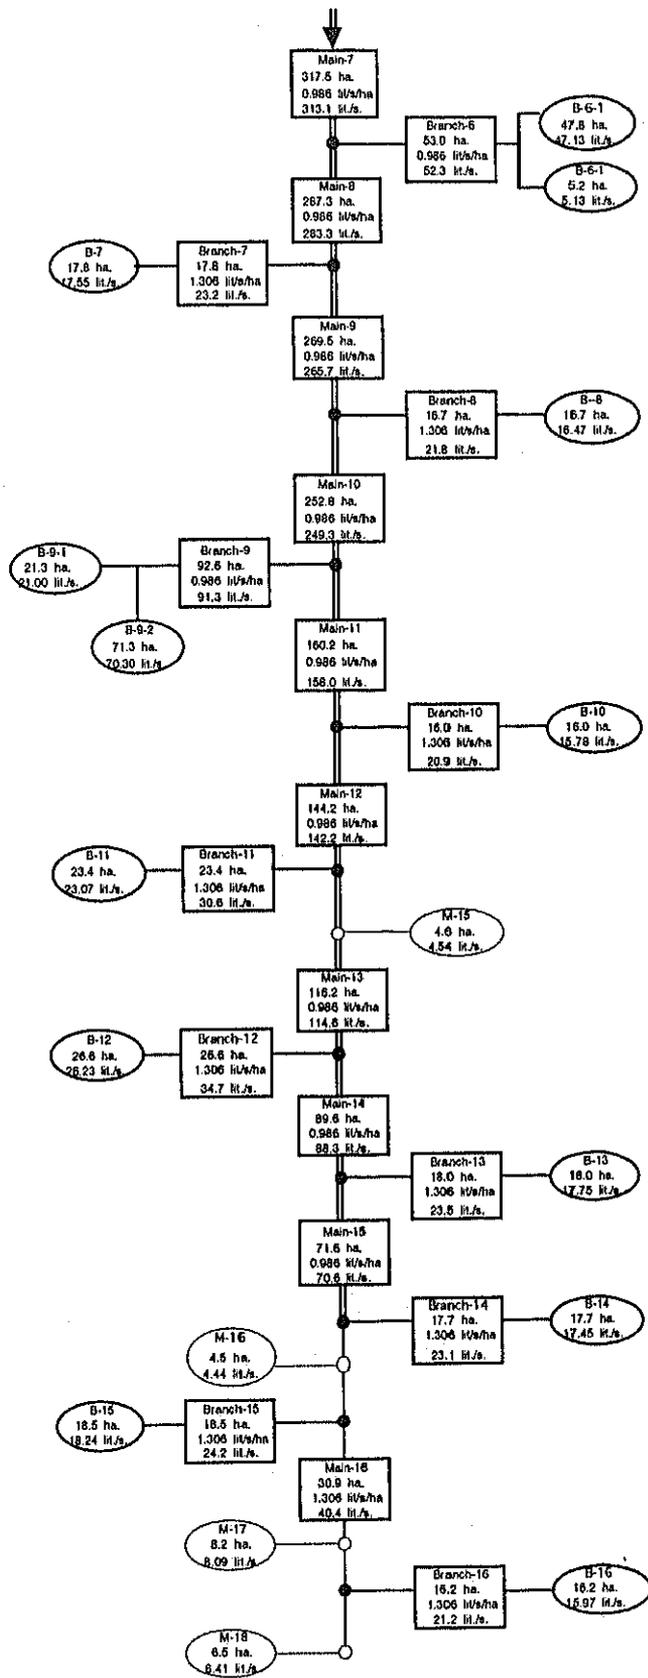 Main-7
317.5 ha.
0.986 lit/s/ha
313.1 lit./s.
Branch-6
53.0 ha.
0.986 lit/s/ha
52.3 lit./s.
B-6-1
47.8 ha.
47.13 lit./s.
B-6-1
5.2 ha.
5.13 lit./s.
Main-8
287.3 ha.
0.986 lit/s/ha
283.3 lit./s.
B-7
17.8 ha.
17.55 lit./s.
Branch-7
17.8 ha.
1.306 lit/s/ha
23.2 lit./s.
Main-9
269.5 ha.
0.986 lit/s/ha
265.7 lit./s.
Branch-8
16.7 ha.
1.306 lit/s/ha
21.8 lit./s.
B--8
16.7 ha.
16.47 lit./s.
Main-10
252.8 ha.
0.986 lit/s/ha
249.3 lit./s.
B-9-1
21.3 ha.
21.00 lit./s.
Branch-9
92.6 ha.
0.986 lit/s/ha
91.3 lit./s.
B-9-2
71.3 ha.
70.30 lit./s.
Main-11
160.2 ha.
0.986 lit/s/ha
158.0 lit./s.
Branch-10
16.0 ha.
1.306 lit/s/ha
20.9 lit./s.
B-10
16.0 ha.
15.78 lit./s.
Main-12
144.2 ha.
0.986 lit/s/ha
142.2 lit./s.
B-11
23.4 ha.
23.07 lit./s.
Branch-11
23.4 ha.
1.306 lit/s/ha
30.6 lit./s.
M-15
4.6 ha.
4.54 lit./s.
Main-13
116.2 ha.
0.986 lit/s/ha
114.6 lit./s.
B-12
26.6 ha.
26.23 lit./s.
Branch-12
26.6 ha.
1.306 lit/s/ha
34.7 lit./s.
Main-14
89.6 ha.
0.986 lit/s/ha
88.3 lit./s.
Branch-13
18.0 ha.
1.306 lit/s/ha
23.5 lit./s.
B-13
18.0 ha.
17.75 lit./s.
Main-15
71.6 ha.
0.986 lit/s/ha
70.6 lit./s.
Branch-14
17.7 ha.
1.306 lit/s/ha
23.1 lit./s.
B-14
17.7 ha.
17.45 lit./s.
M-16
4.5 ha.
4.44 lit./s.
B-15
18.5 ha.
18.24 lit./s.
Branch-15
18.5 ha.
1.306 lit/s/ha
24.2 lit./s.
Main-16
30.9 ha.
1.306 lit/s/ha
40.4 lit./s.
M-17
8.2 ha.
8.09 lit./s.
Branch-16
16.2 ha.
1.306 lit/s/ha
21.2 lit./s.
B-16
16.2 ha.
15.97 lit./s.
M-18
6.5 ha.
6.41 lit./s.